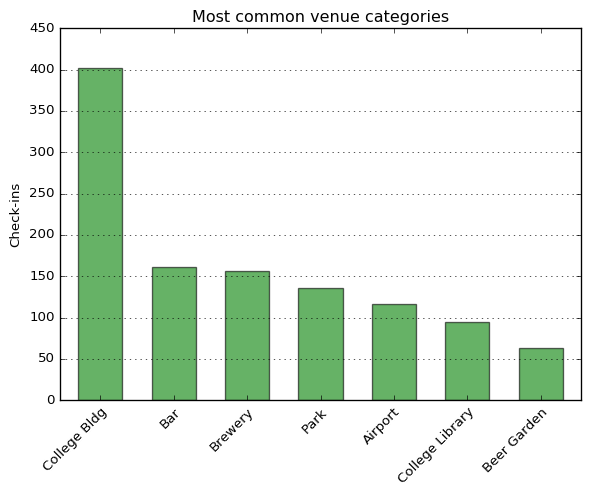 Most common venue categories
450
400
350
300
250
200
150
100
50
0
Check-ins
College Bldg
Bar
Brewery
Park
Airport
College Library
Beer Garden